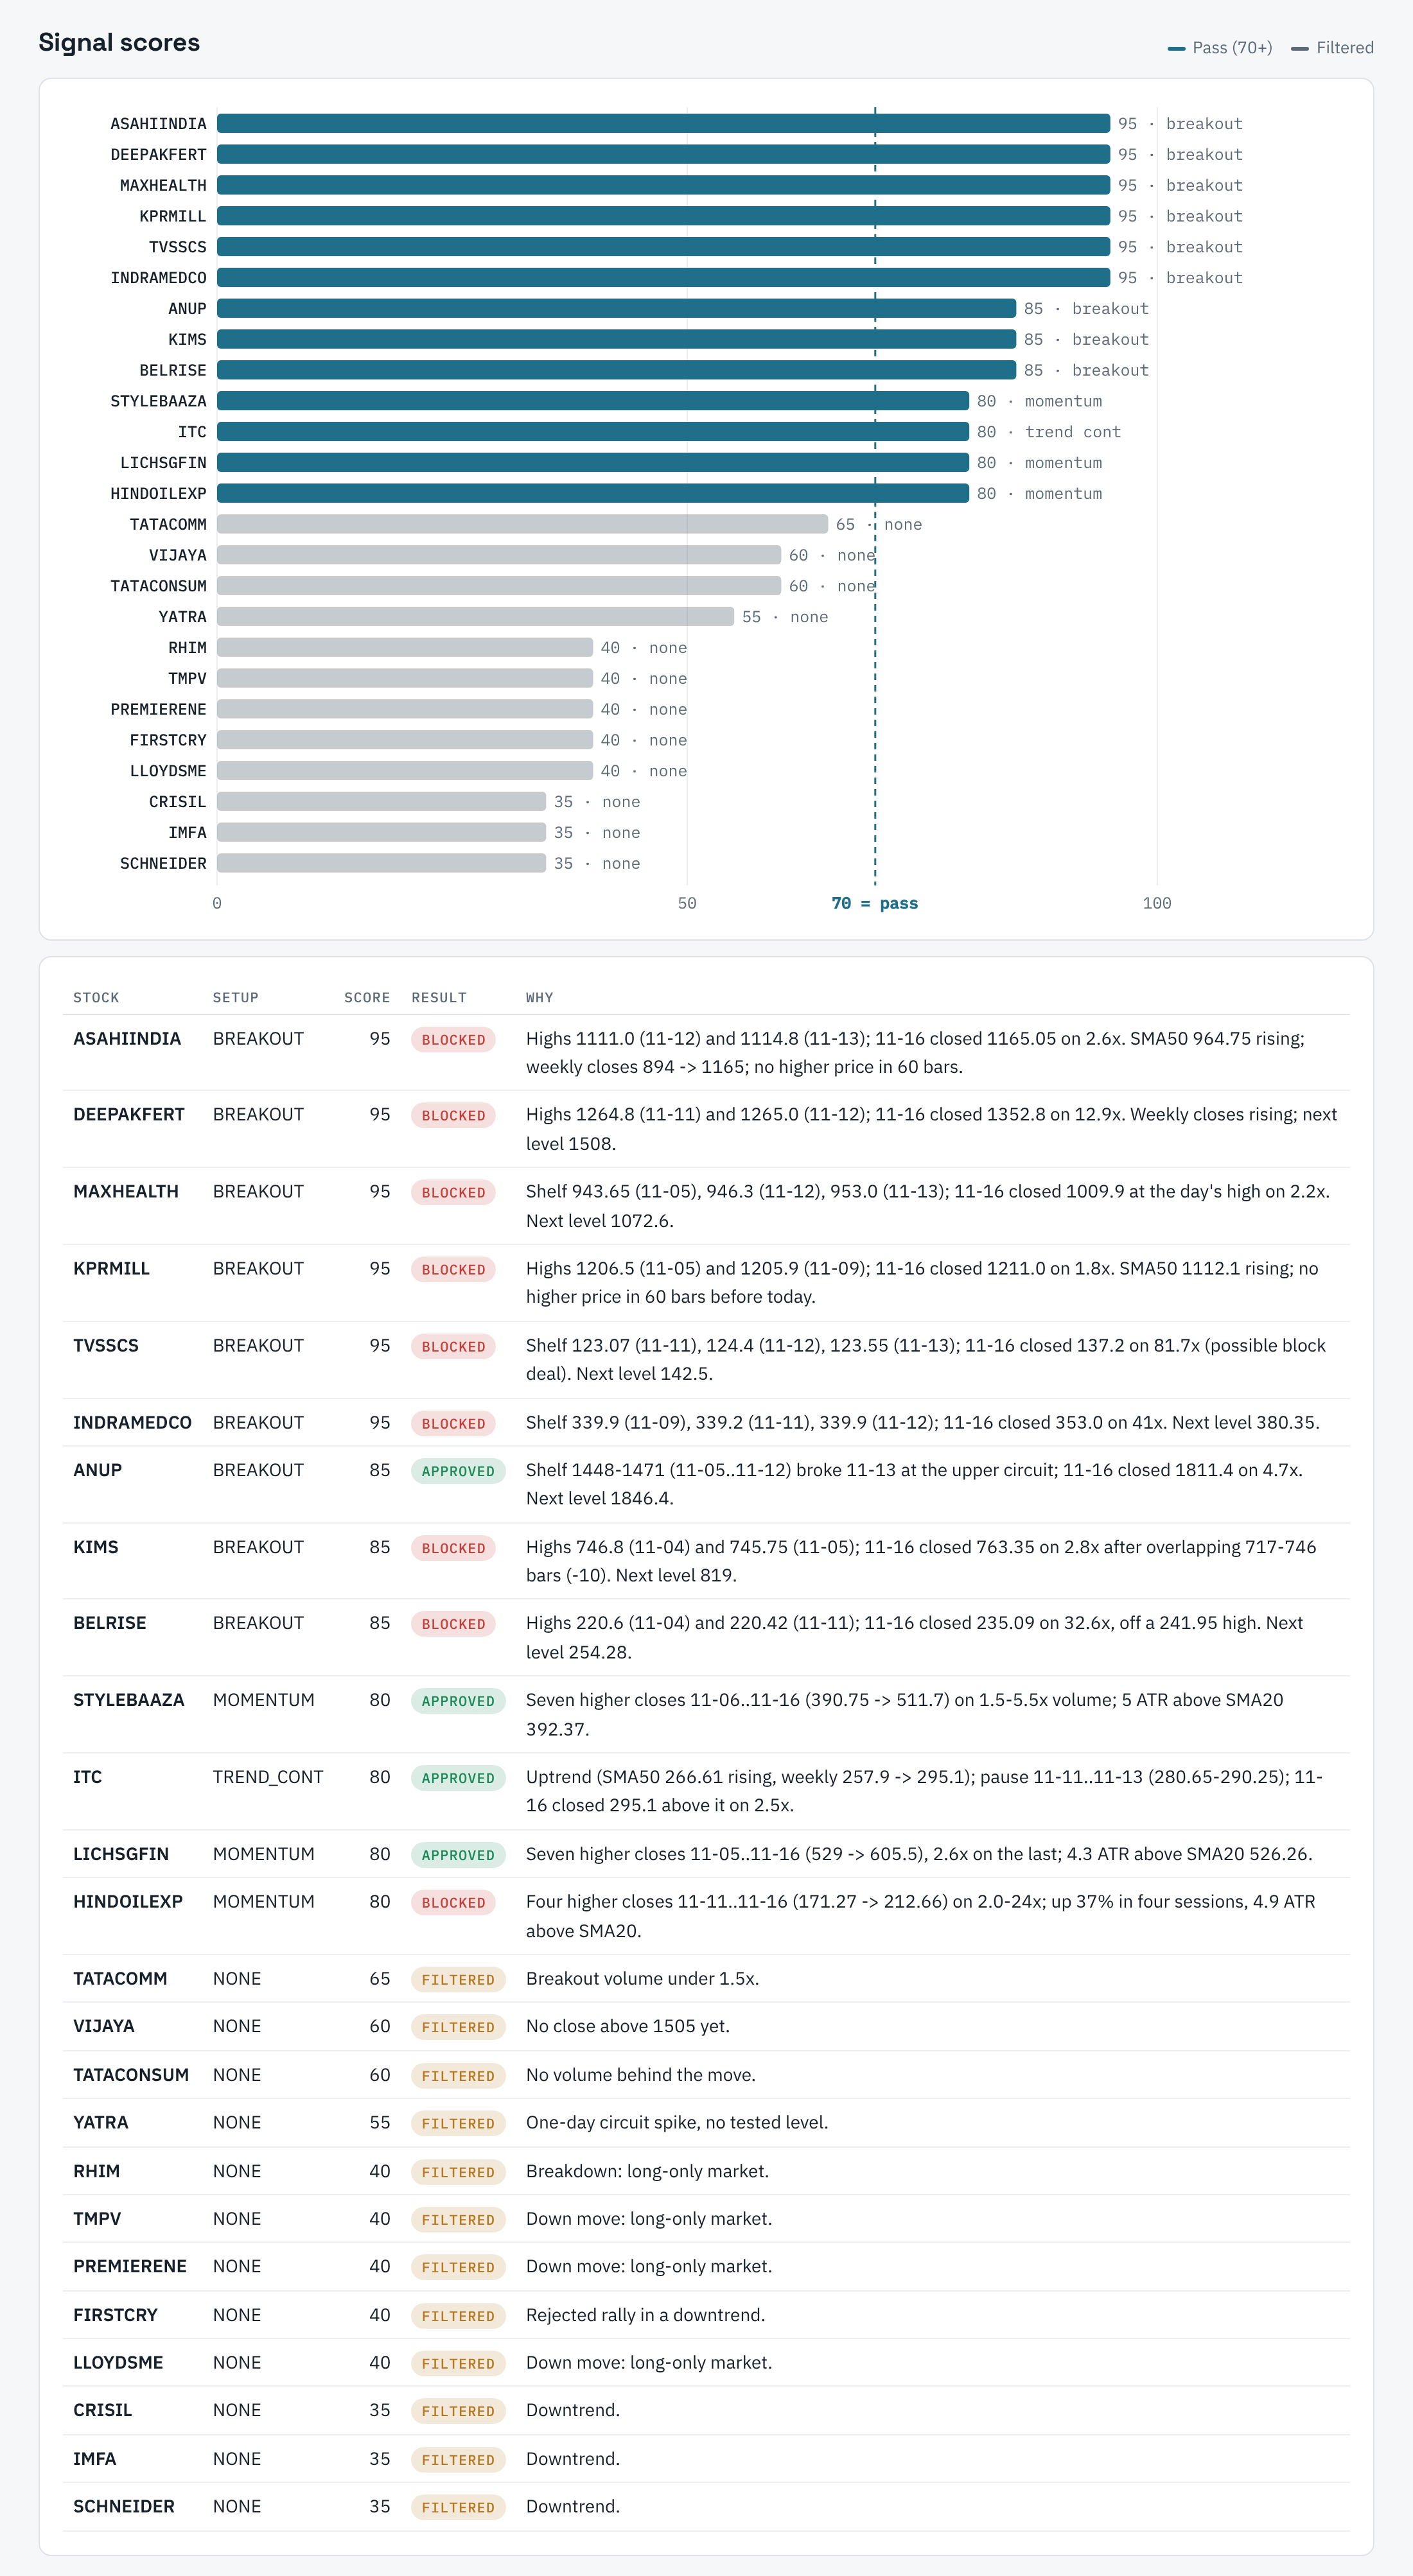 Signal scores
Pass (70+) Filtered
ASAHIINDIA 95 · breakout
DEEPAKFERT 95 · breakout
MAXHEALTH 95 · breakout
KPRMILL 95 · breakout
TVSSCS 95 · breakout
INDRAMEDCO 95 · breakout
ANUP 85 · breakout
KIMS 85 · breakout
BELRISE 85 · breakout
STYLEBAAZA 80 · momentum
ITC 80 · trend cont
LICHSGFIN 80 · momentum
HINDOILEXP 80 · momentum
TATACOMM 65 · none
VIJAYA 60 · none
TATACONSUM 60 · none
YATRA 55 · none
RHIM 40 · none
TMPV 40 · none
PREMIERENE 40 · none
FIRSTCRY 40 · none
LLOYDSME 40 · none
CRISIL 35 · none
IMFA 35 · none
SCHNEIDER 35 · none
0 50 70 = pass 100
STOCK SETUP SCORE RESULT WHY
ASAHIINDIA BREAKOUT 95 BLOCKED Highs 1111.0 (11-12) and 1114.8 (11-13); 11-16 closed 1165.05 on 2.6x. SMA50 964.75 rising;
weekly closes 894 -> 1165; no higher price in 60 bars.
DEEPAKFERT BREAKOUT 95 BLOCKED Highs 1264.8 (11-11) and 1265.0 (11-12); 11-16 closed 1352.8 on 12.9x. Weekly closes rising; next
level 1508.
MAXHEALTH BREAKOUT 95 BLOCKED Shelf 943.65 (11-05), 946.3 (11-12), 953.0 (11-13); 11-16 closed 1009.9 at the day's high on 2.2x.
Next level 1072.6.
KPRMILL BREAKOUT 95 BLOCKED Highs 1206.5 (11-05) and 1205.9 (11-09); 11-16 closed 1211.0 on 1.8x. SMA50 1112.1 rising; no
higher price in 60 bars before today.
TVSSCS BREAKOUT 95 BLOCKED Shelf 123.07 (11-11), 124.4 (11-12), 123.55 (11-13); 11-16 closed 137.2 on 81.7x (possible block
deal). Next level 142.5.
INDRAMEDCO BREAKOUT 95 BLOCKED Shelf 339.9 (11-09), 339.2 (11-11), 339.9 (11-12); 11-16 closed 353.0 on 41x. Next level 380.35.
ANUP BREAKOUT 85 APPROVED Shelf 1448-1471 (11-05..11-12) broke 11-13 at the upper circuit; 11-16 closed 1811.4 on 4.7x.
Next level 1846.4.
KIMS BREAKOUT 85 BLOCKED Highs 746.8 (11-04) and 745.75 (11-05); 11-16 closed 763.35 on 2.8x after overlapping 717-746
bars (-10). Next level 819.
BELRISE BREAKOUT 85 BLOCKED Highs 220.6 (11-04) and 220.42 (11-11); 11-16 closed 235.09 on 32.6x, off a 241.95 high. Next
level 254.28.
STYLEBAAZA MOMENTUM 80 APPROVED Seven higher closes 11-06..11-16 (390.75 -> 511.7) on 1.5-5.5x volume; 5 ATR above SMA20
392.37.
ITC TREND_CONT 80 APPROVED Uptrend (SMA50 266.61 rising, weekly 257.9 -> 295.1); pause 11-11..11-13 (280.65-290.25); 11-
16 closed 295.1 above it on 2.5x.
LICHSGFIN MOMENTUM 80 APPROVED Seven higher closes 11-05..11-16 (529 -> 605.5), 2.6x on the last; 4.3 ATR above SMA20 526.26.
HINDOILEXP MOMENTUM 80 BLOCKED Four higher closes 11-11..11-16 (171.27 -> 212.66) on 2.0-24x; up 37% in four sessions, 4.9 ATR
above SMA20.
TATACOMM NONE 65 FILTERED Breakout volume under 1.5x.
VIJAYA NONE 60 FILTERED No close above 1505 yet.
TATACONSUM NONE 60 FILTERED No volume behind the move.
YATRA NONE 55 FILTERED One-day circuit spike, no tested level.
RHIM NONE 40 FILTERED Breakdown: long-only market.
TMPV NONE 40 FILTERED Down move: long-only market.
PREMIERENE NONE 40 FILTERED Down move: long-only market.
FIRSTCRY NONE 40 FILTERED Rejected rally in a downtrend.
LLOYDSME NONE 40 FILTERED Down move: long-only market.
CRISIL NONE 35 FILTERED Downtrend.
IMFA NONE 35 FILTERED Downtrend.
SCHNEIDER NONE 35 FILTERED Downtrend.